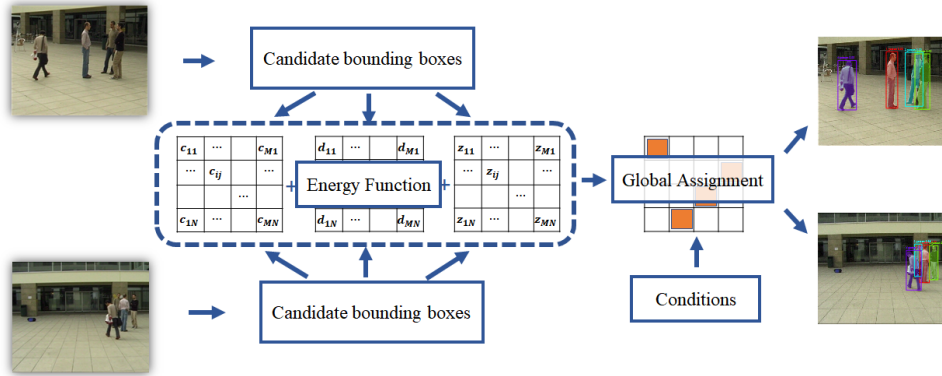 Candidate bounding boxes
c11 ... cM1
... cij ...
...
c1N ... cMN
+
d11 ... dM1
Energy Function
d1N ... dMN
+
z11 ... zM1
... zij ...
...
z1N ... zMN
Global Assignment
Candidate bounding boxes
Conditions